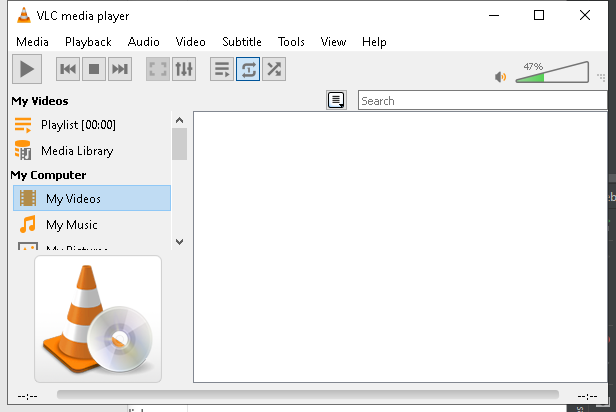 VLC media player
Media Playback Audio Video Subtitle Tools View Help
47%
My Videos
Search
Playlist [00:00]
Media Library
My Computer
My Videos
My Music
My Pictures
--:--
--:--